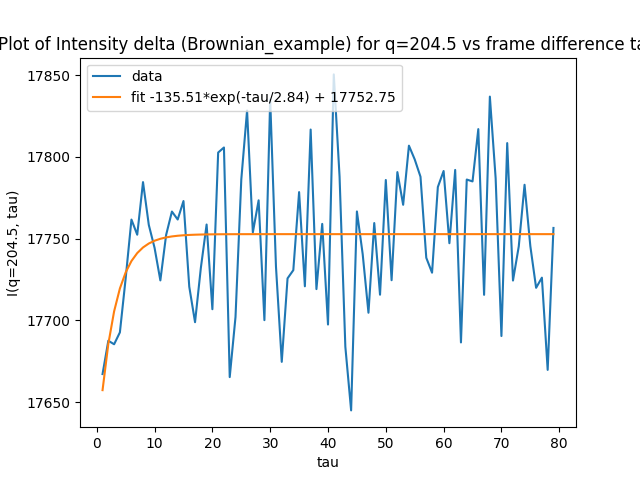 Plot of Intensity delta (Brownian_example) for q=204.5 vs frame difference ta
data
fit -135.51*exp(-tau/2.84) + 17752.75
17850
17800
17750
17700
17650
I(q=204.5, tau)
0 10 20 30 40 50 60 70 80
tau